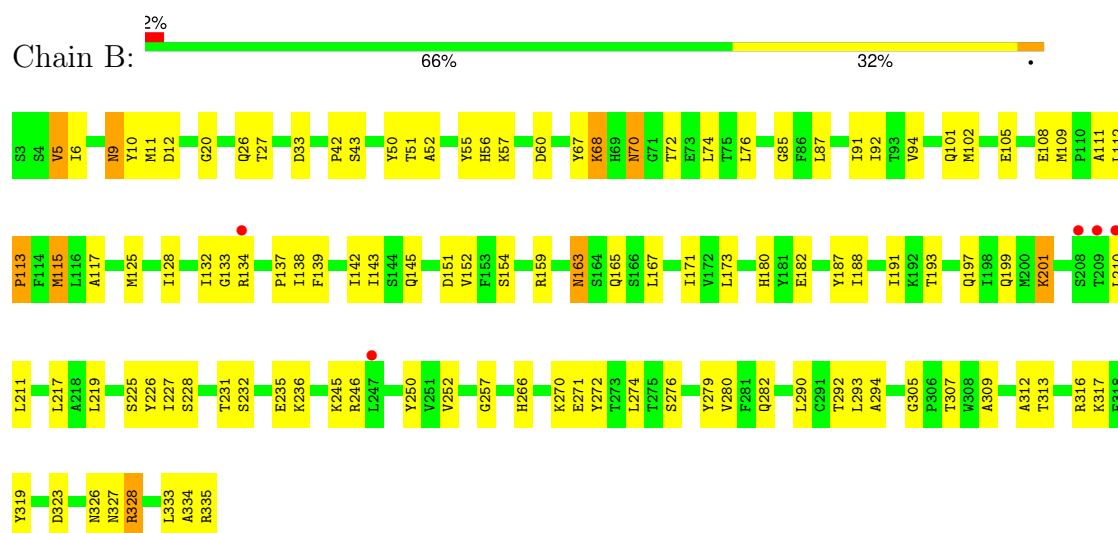 2%
Chain B:
66% 32% •
S3 S4 V5 I6 N9 Y10 M11 D12 G20 Q26 T27 D33 P42 S43 Y50 T51 A52 Y55 H56 K57 D60 Y67 K68 H69 N70 G71 T72 E73 L74 T75 L76 G85 F86 L87 I91 I92 T93 V94 Q101 M102 E105 E108 M109 P110 A111 L112
P113 F114 M115 L116 A117 M125 I128 I132 G133 R134 P137 I138 F139 I142 I143 S144 Q145 D151 V152 F153 S154 R159 N163 S164 Q165 S166 L167 I171 V172 L173 H180 Y181 E182 Y187 I188 I191 K192 T193 Q197 I198 Q199 M200 K201 S208 T209 L210
L211 L217 A218 L219 S225 Y226 I227 S228 T231 S232 E235 K236 K245 R246 L247 Y250 V251 V252 G257 H266 K270 E271 Y272 T273 L274 T275 S276 Y279 V280 F281 Q282 L290 C291 T292 L293 A294 G305 P306 T307 W308 A309 A312 T313 R316 K317 E318
Y319 D323 N326 N327 R328 L333 A334 R335